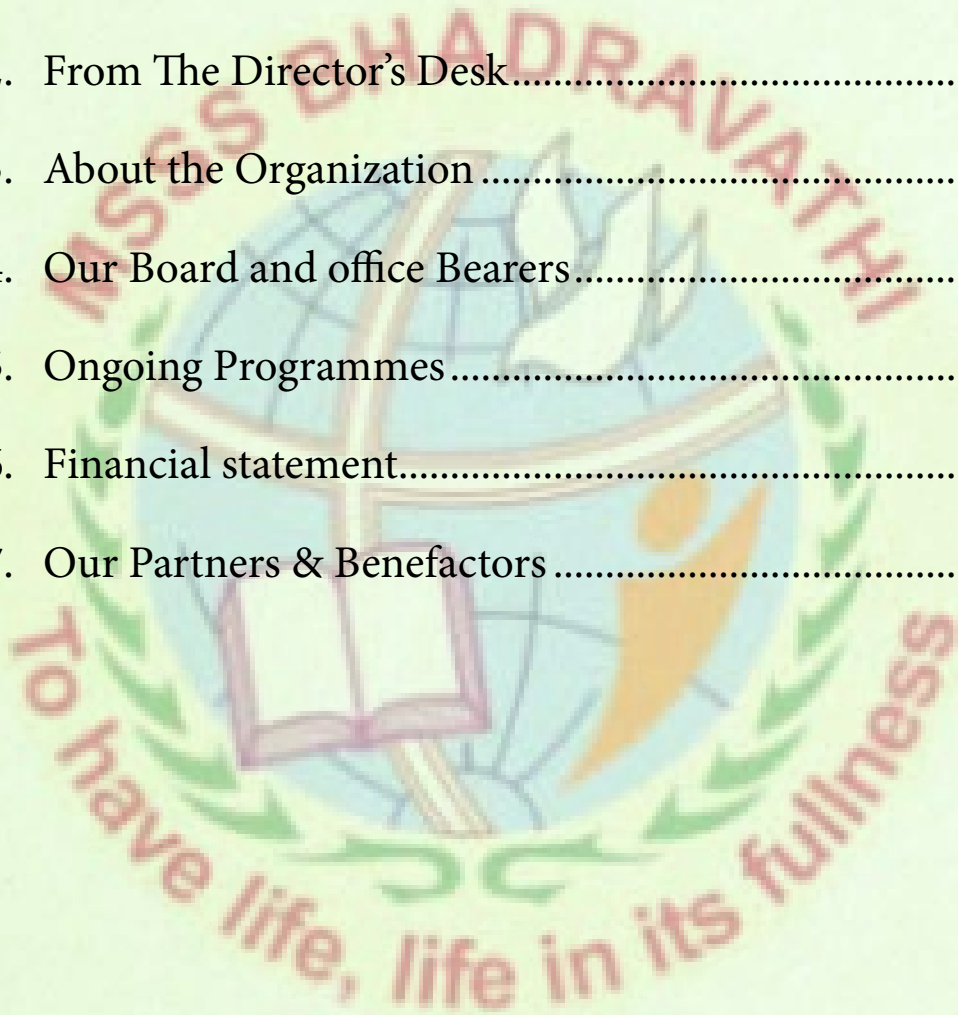 MSSS BHADRAVATHI
. From The Director's Desk..........................................
. About the Organization ............................................
. Our Board and office Bearers....................................
. Ongoing Programmes ..............................................
. Financial statement...................................................
. Our Partners & Benefactors ......................................
To have life, life in its fullness